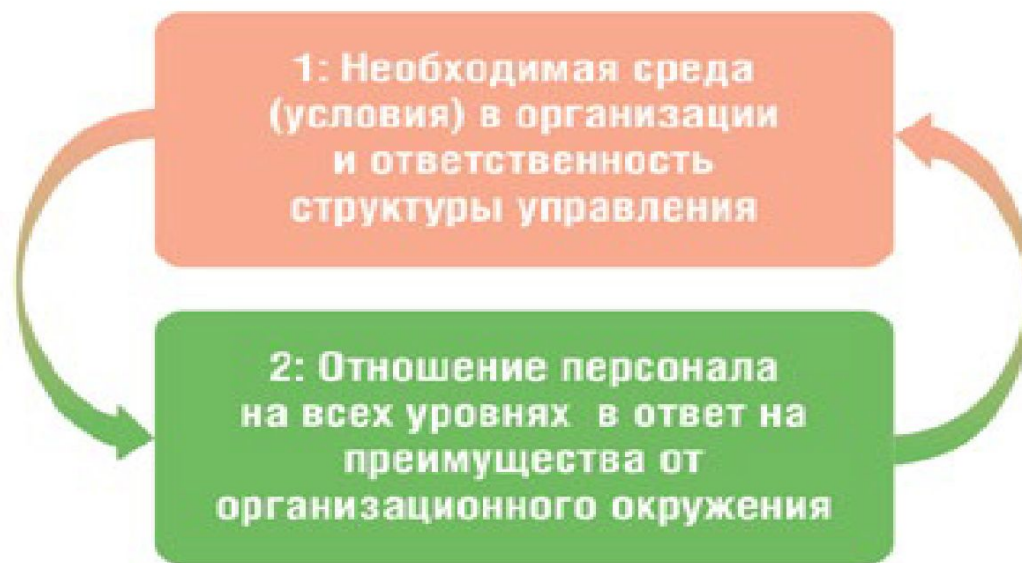 1: Необходимая среда
(условия) в организации
и ответственность
структуры управления
2: Отношение персонала
на всех уровнях в ответ на
преимущества от
организационного окружения